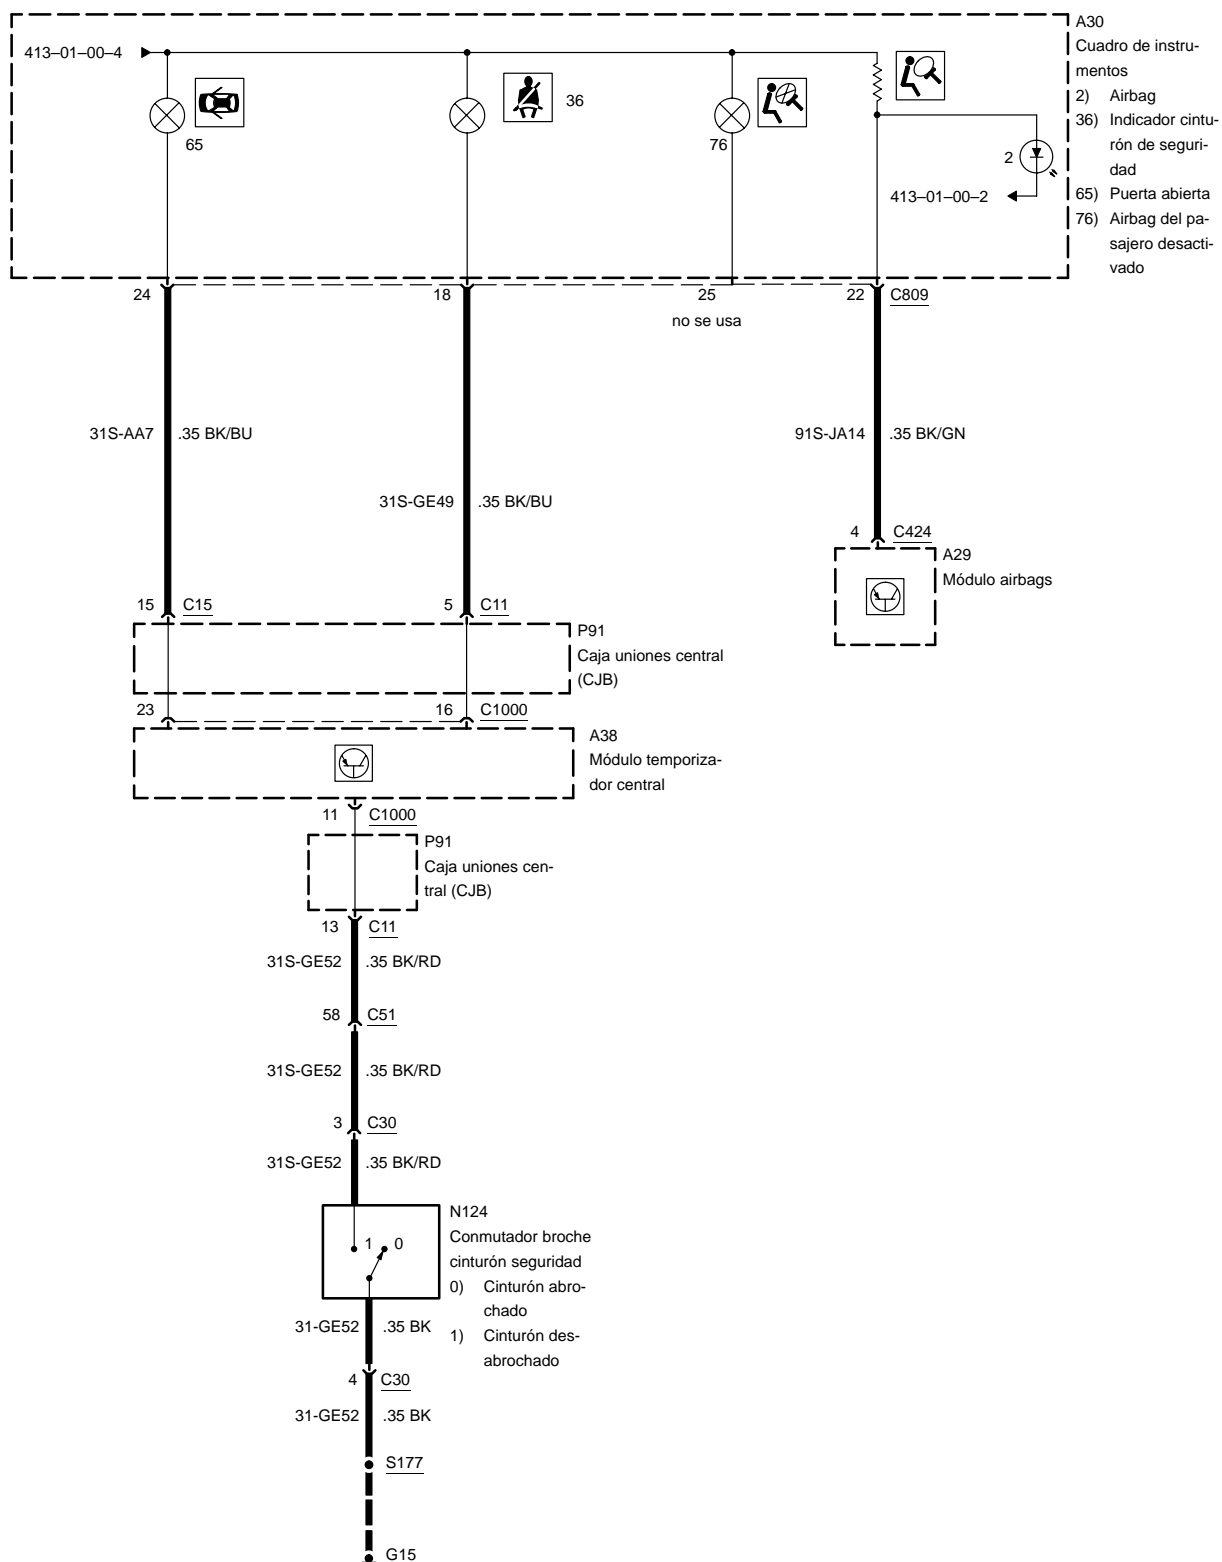 A30
Cuadro de instru-
mentos
2) Airbag
36) Indicador cintu-
rón de seguri-
dad
65) Puerta abierta
76) Airbag del pa-
sajero desacti-
vado
413–01–00–4
65
36
76
2
413–01–00–2
24
18
25
22 C809
no se usa
31S-AA7 .35 BK/BU
91S-JA14 .35 BK/GN
31S-GE49 .35 BK/BU
4 C424
A29
Módulo airbags
15 C15
5 C11
P91
Caja uniones central
(CJB)
23
16 C1000
A38
Módulo temporiza-
dor central
11 C1000
P91
Caja uniones cen-
tral (CJB)
13 C11
31S-GE52 .35 BK/RD
58 C51
31S-GE52 .35 BK/RD
3 C30
31S-GE52 .35 BK/RD
N124
Conmutador broche
cinturón seguridad
0) Cinturón abro-
chado
1) Cinturón des-
abrochado
1 0
31-GE52 .35 BK
4 C30
31-GE52 .35 BK
S177
G15